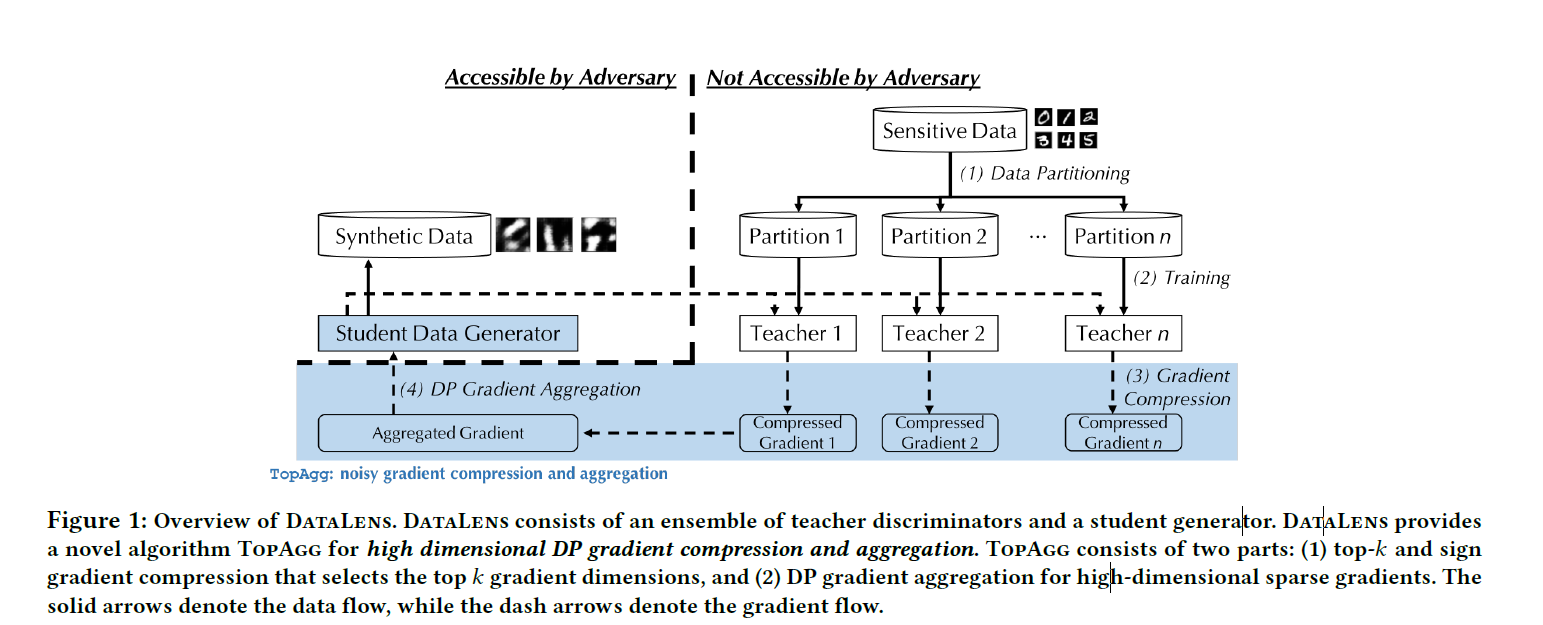 Accessible by Adversary
Not Accessible by Adversary
Sensitive Data
0 1 2
3 4 5
(1) Data Partitioning
Synthetic Data
Partition 1
Partition 2
...
Partition n
(2) Training
Student Data Generator
Teacher 1
Teacher 2
Teacher n
(4) DP Gradient Aggregation
(3) Gradient
Compression
Aggregated Gradient
Compressed
Gradient 1
Compressed
Gradient 2
Compressed
Gradient n
TopAgg: noisy gradient compression and aggregation
Figure 1: Overview of DATALENS. DATALENS consists of an ensemble of teacher discriminators and a student generator. DATALENS provides
a novel algorithm TOPAGG for high dimensional DP gradient compression and aggregation. TOPAGG consists of two parts: (1) top-k and sign
gradient compression that selects the top k gradient dimensions, and (2) DP gradient aggregation for high-dimensional sparse gradients. The
solid arrows denote the data flow, while the dash arrows denote the gradient flow.